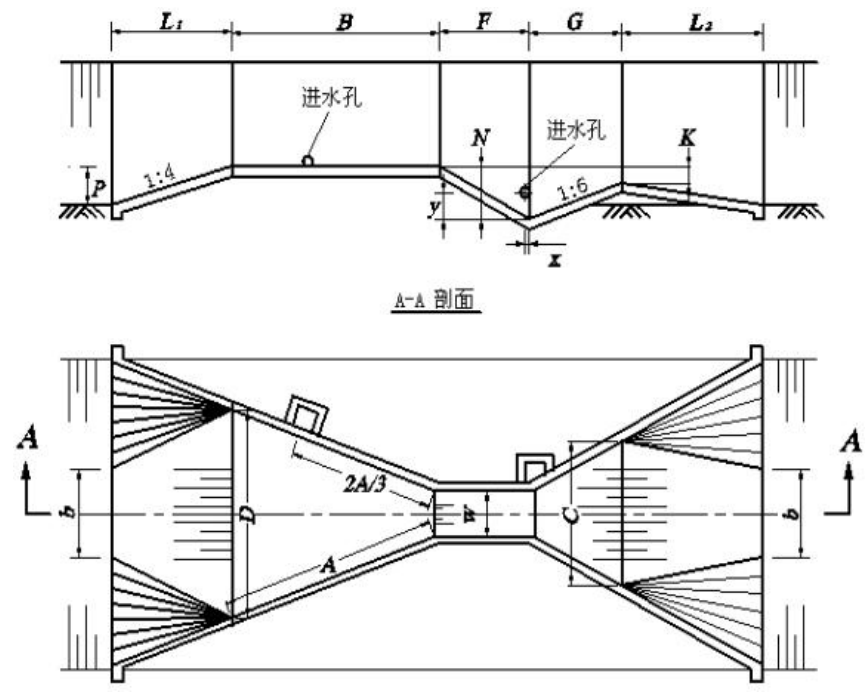 L₁ B F G L₂
进水孔
N 进水孔 K
1:4 P y 1:6
x
A-A 剖面
A A
2A/3
b D w C b
A